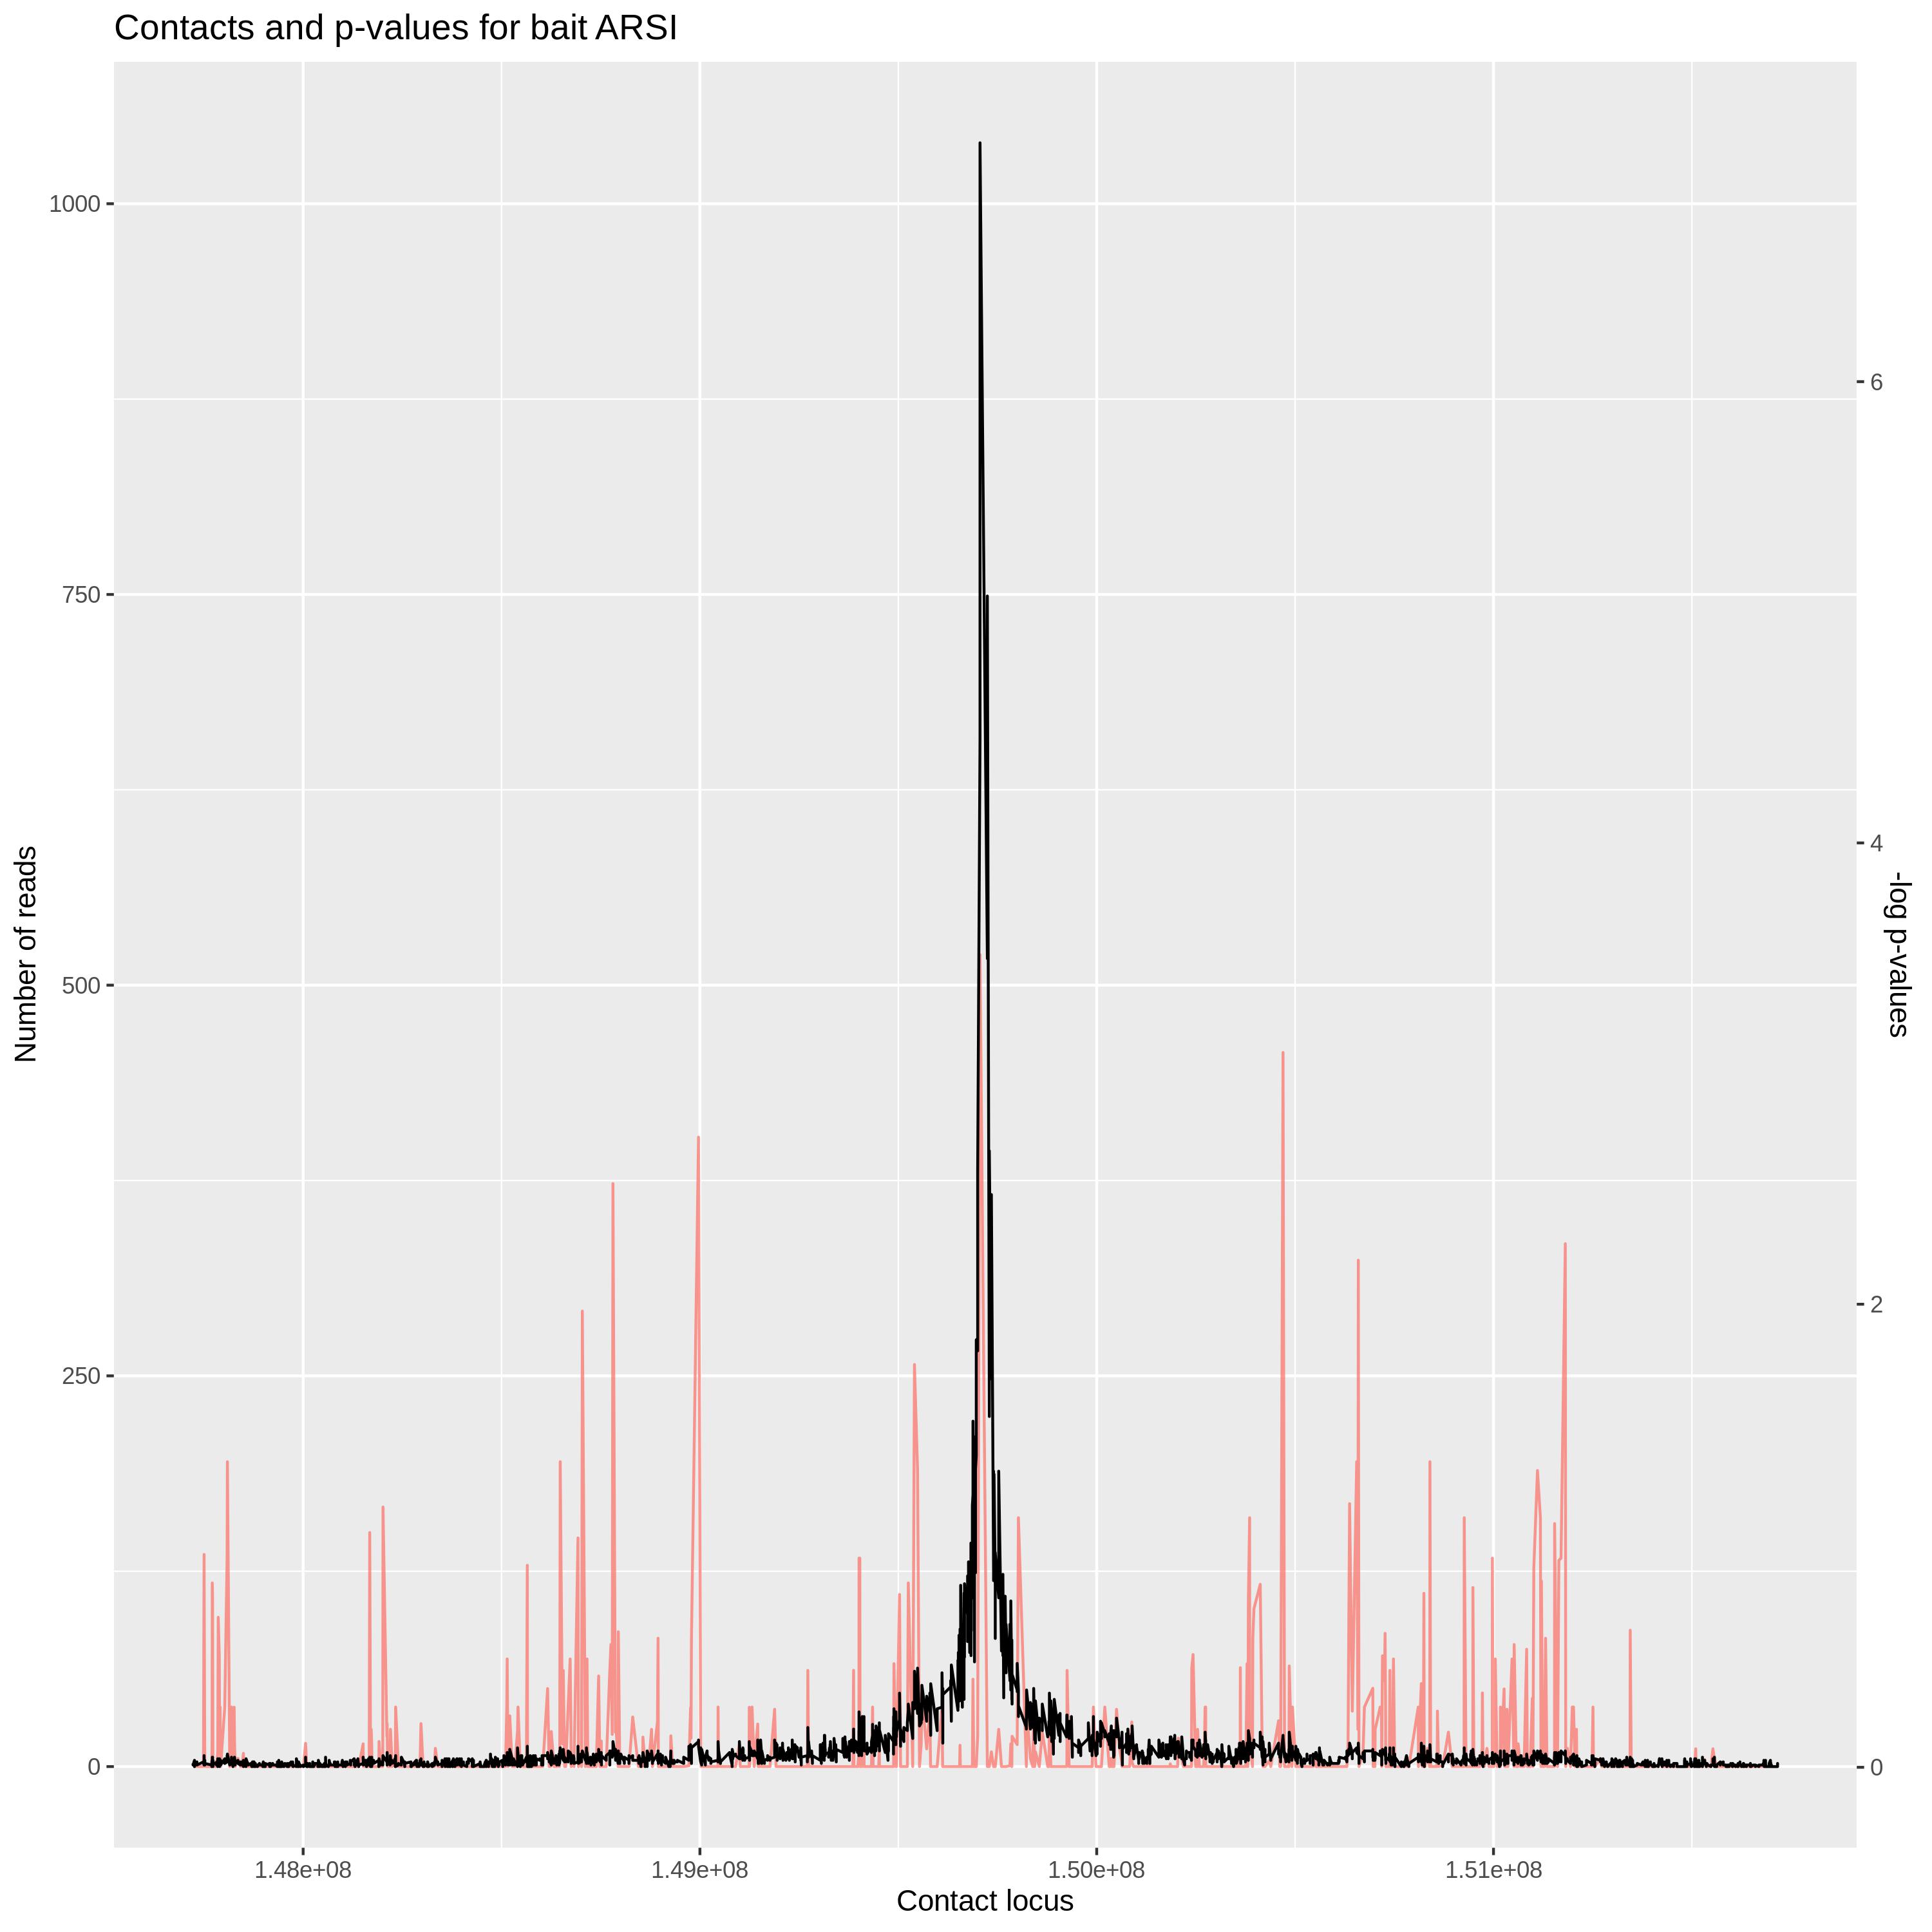 Contacts and p-values for bait ARSI
1000
750
500
250
0
Number of reads
6
4
2
0
-log p-values
1.48e+08
1.49e+08
1.50e+08
1.51e+08
Contact locus